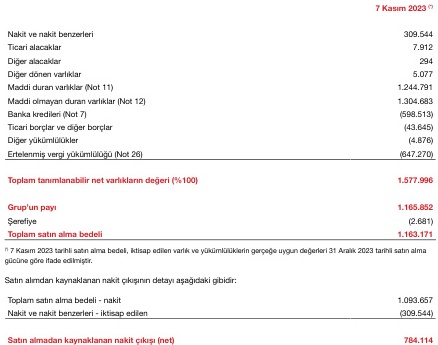 7 Kasım 2023 (*)
Nakit ve nakit benzerleri 309.544
Ticari alacaklar 7.912
Diğer alacaklar 294
Diğer dönen varlıklar 5.077
Maddi duran varlıklar (Not 11) 1.244.791
Maddi olmayan duran varlıklar (Not 12) 1.304.683
Banka kredileri (Not 7) (598.513)
Ticari borçlar ve diğer borçlar (43.645)
Diğer yükümlülükler (4.876)
Ertelenmiş vergi yükümlülüğü (Not 26) (647.270)
Toplam tanımlanabilir net varlıkların değeri (%100) 1.577.996
Grup'un payı 1.165.852
Şerefiye (2.681)
Toplam satın alma bedeli 1.163.171
(*) 7 Kasım 2023 tarihli satın alma bedeli, iktisap edilen varlık ve yükümlülüklerin gerçeğe uygun değerleri 31 Aralık 2023 tarihli satın alma
gücüne göre ifade edilmiştir.
Satın alımdan kaynaklanan nakit çıkışının detayı aşağıdaki gibidir:
Toplam satın alma bedeli - nakit 1.093.657
Nakit ve nakit benzerleri - iktisap edilen (309.544)
Satın almadan kaynaklanan nakit çıkışı (net) 784.114